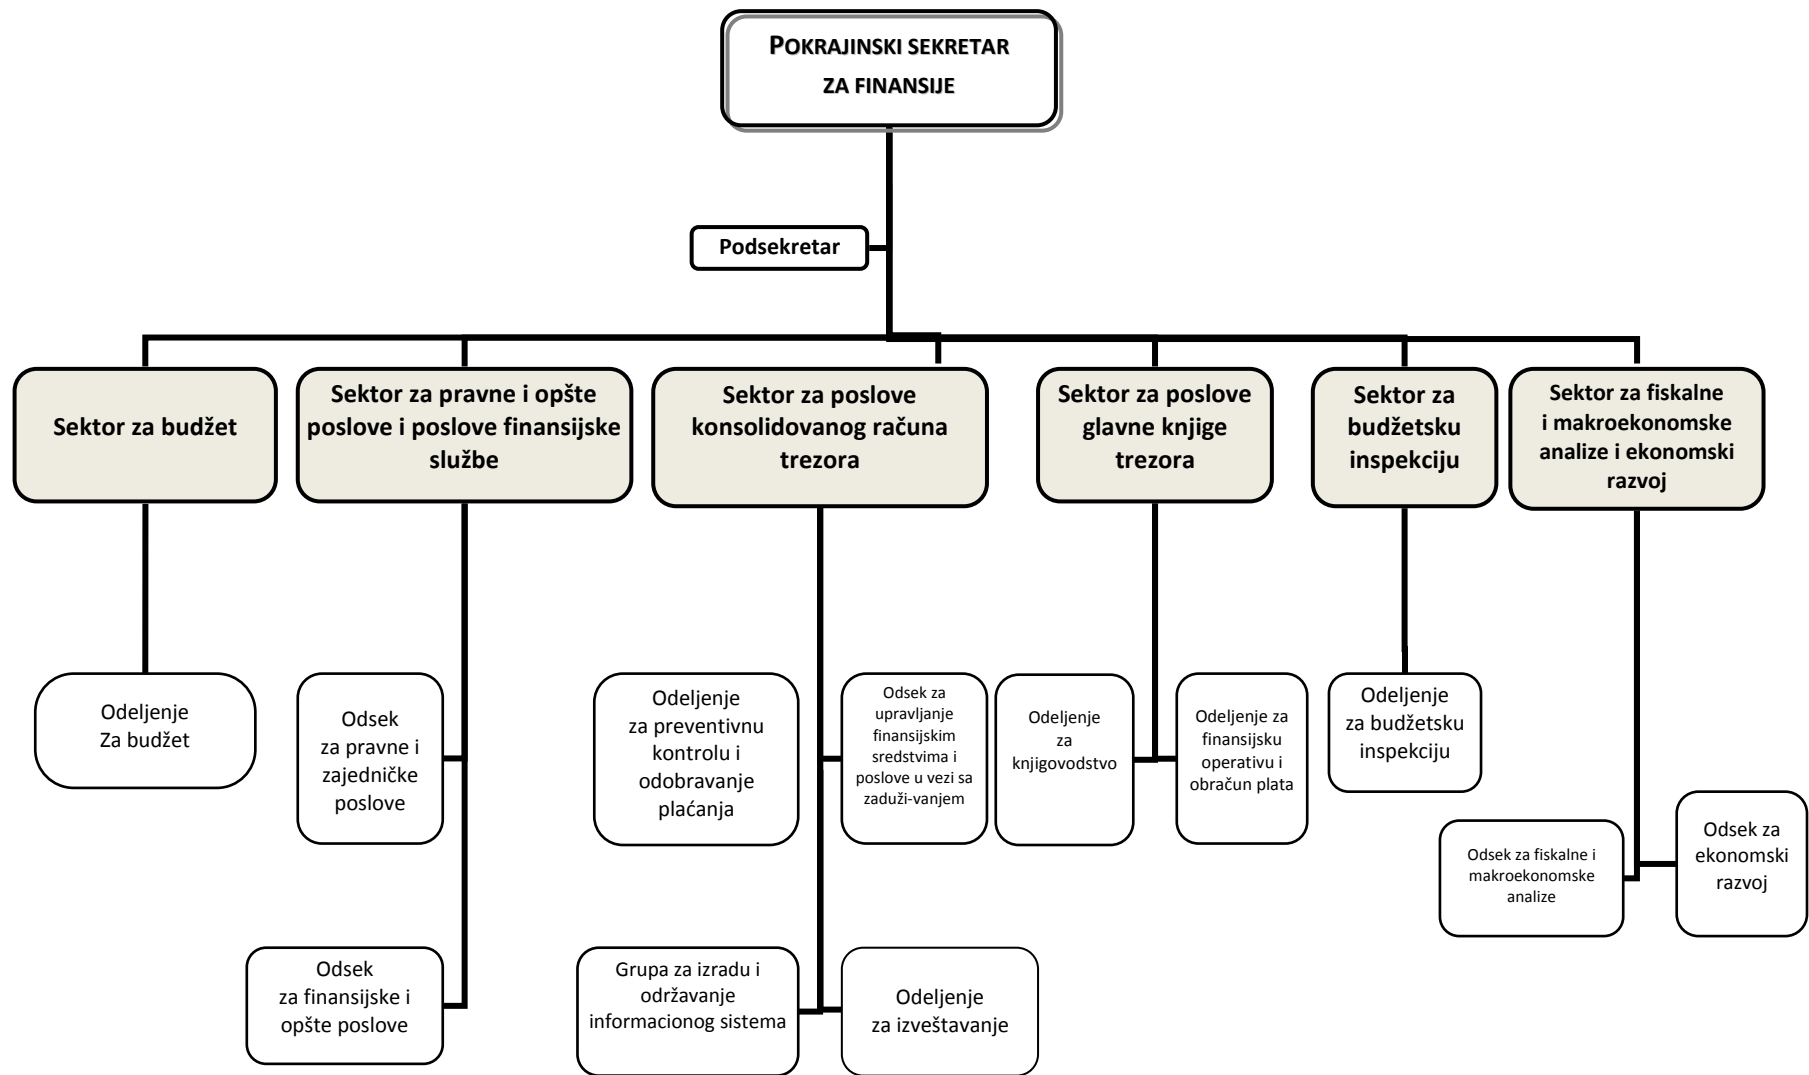 POKRAJINSKI SEKRETAR
ZA FINANSIJE
Podsekretar
Sektor za budžet
Sektor za pravne i opšte
poslove i poslove finansijske
službe
Sektor za poslove
konsolidovanog računa
trezora
Sektor za poslove
glavne knjige
trezora
Sektor za
budžetsku
inspekciju
Sektor za fiskalne
i makroekonomske
analize i ekonomski
razvoj
Odeljenje
Za budžet
Odsek
za pravne i
zajedničke
poslove
Odeljenje
za preventivnu
kontrolu i
odobravanje
plaćanja
Odsek za
upravljanje
finansijskim
sredstvima i
poslove u vezi sa
zaduži-vanjem
Odeljenje
za
knjigovodstvo
Odeljenje za
finansijsku
operativu i
obračun plata
Odeljenje
za budžetsku
inspekciju
Odsek za fiskalne i
makroekonomske
analize
Odsek za
ekonomski
razvoj
Odsek
za finansijske i
opšte poslove
Grupa za izradu i
održavanje
informacionog sistema
Odeljenje
za izveštavanje